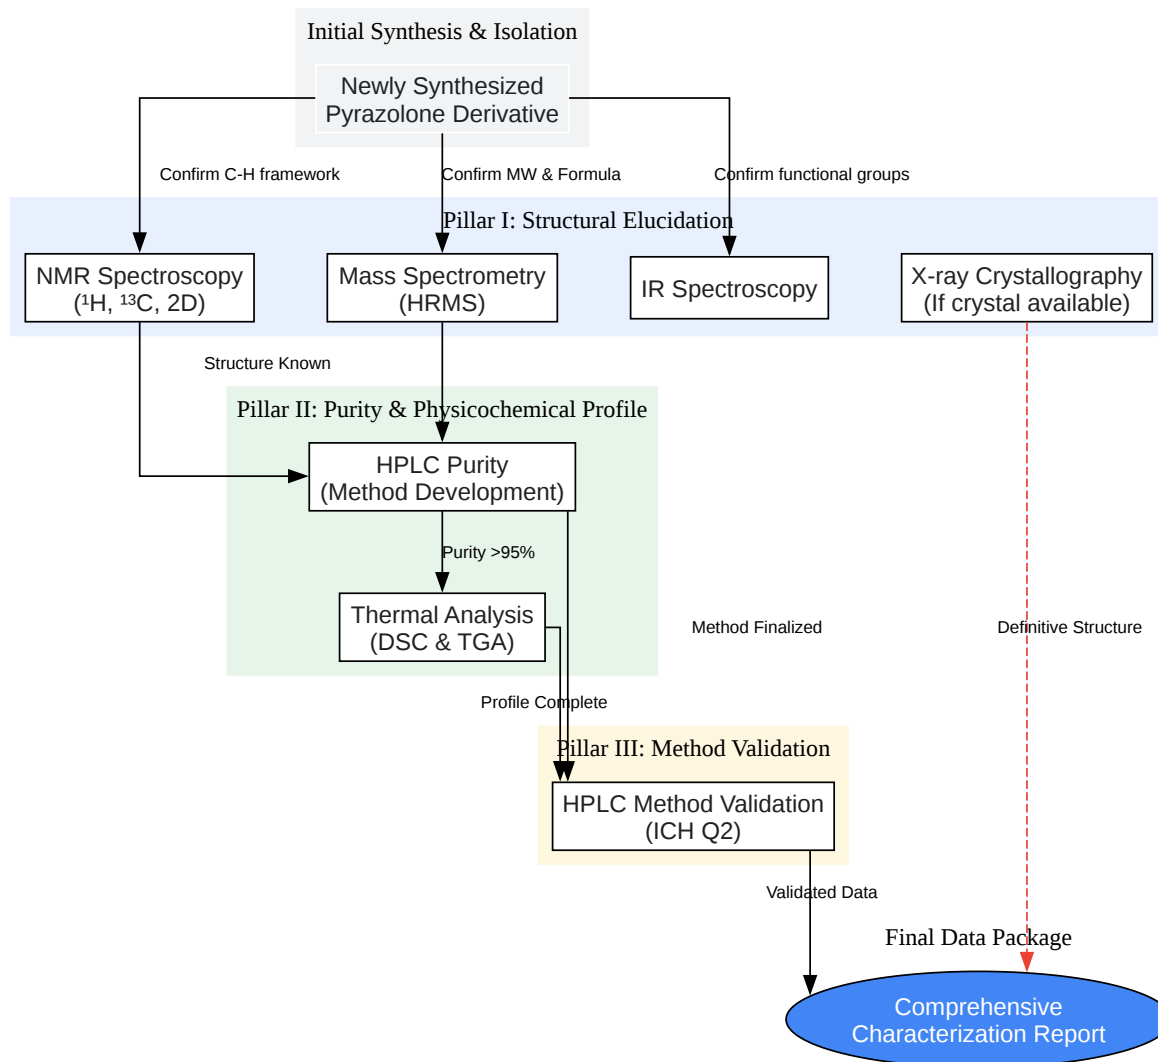 Initial Synthesis & Isolation
Newly Synthesized
Pyrazolone Derivative
Confirm C-H framework
Confirm MW & Formula
Confirm functional groups
Pillar I: Structural Elucidation
NMR Spectroscopy
(¹H, ¹³C, 2D)
Mass Spectrometry
(HRMS)
IR Spectroscopy
X-ray Crystallography
(If crystal available)
Structure Known
Pillar II: Purity & Physicochemical Profile
HPLC Purity
(Method Development)
Purity >95%
Thermal Analysis
(DSC & TGA)
Method Finalized
Definitive Structure
Profile Complete
Pillar III: Method Validation
HPLC Method Validation
(ICH Q2)
Validated Data
Final Data Package
Comprehensive
Characterization Report